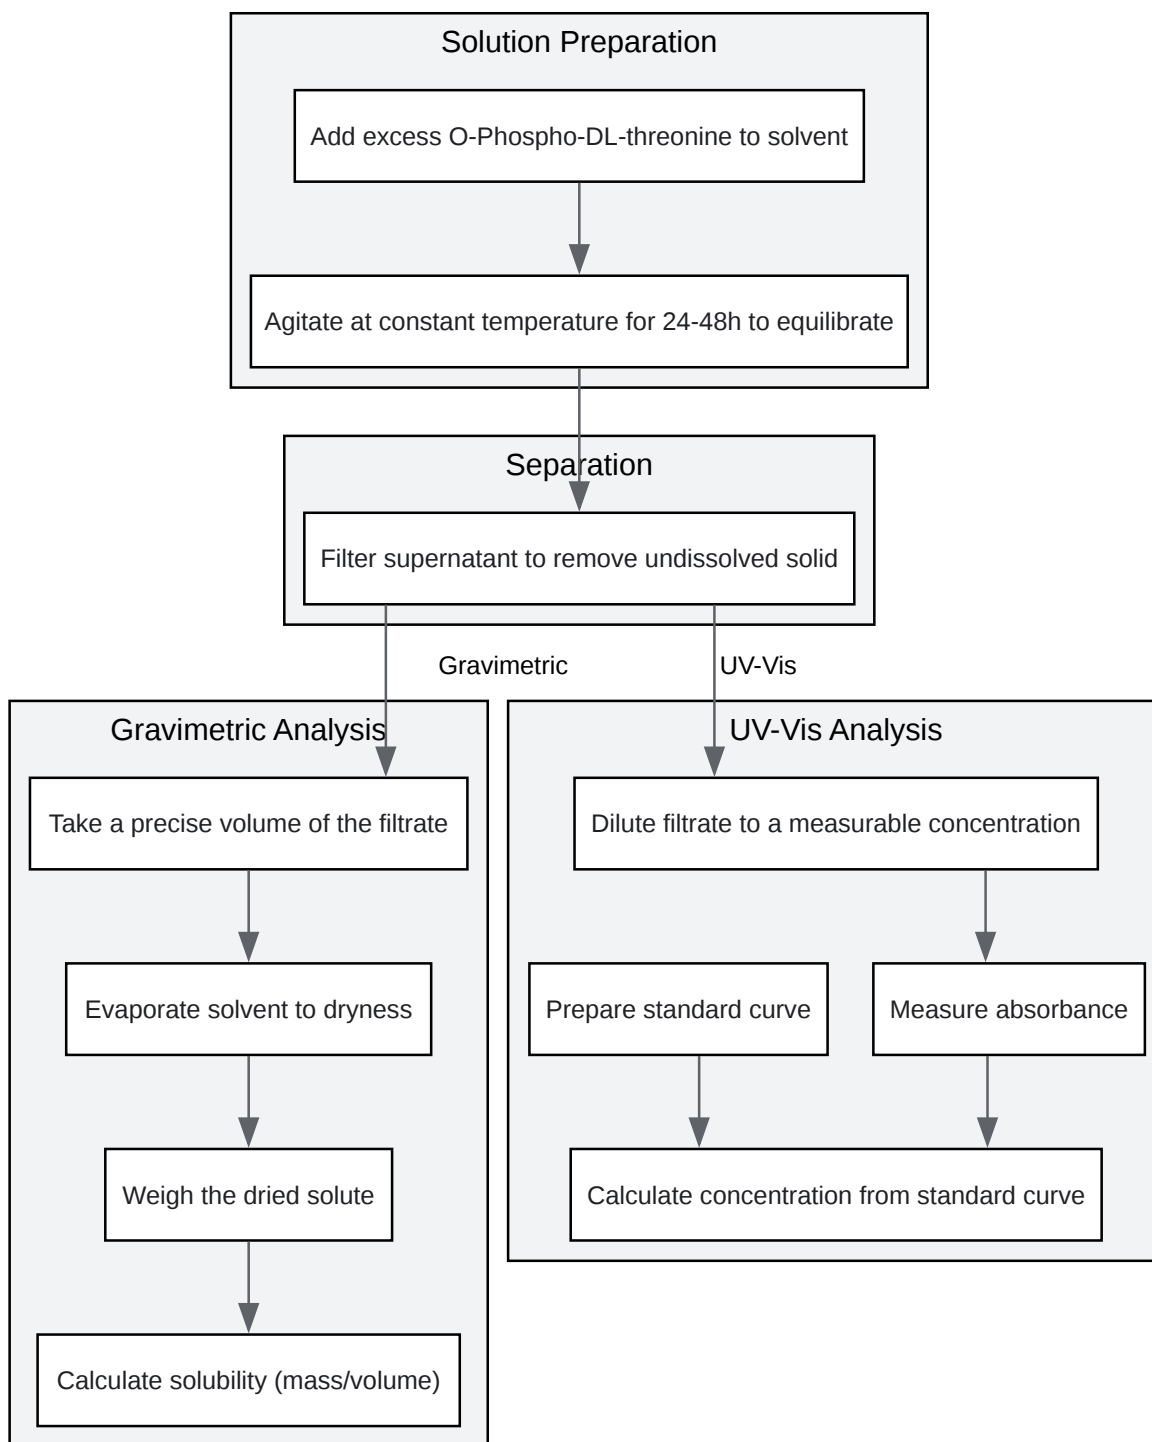 Solution Preparation
Add excess O-Phospho-DL-threonine to solvent
Agitate at constant temperature for 24-48h to equilibrate
Separation
Filter supernatant to remove undissolved solid
Gravimetric
UV-Vis
Gravimetric Analysis
Take a precise volume of the filtrate
Evaporate solvent to dryness
Weigh the dried solute
Calculate solubility (mass/volume)
UV-Vis Analysis
Dilute filtrate to a measurable concentration
Prepare standard curve
Measure absorbance
Calculate concentration from standard curve